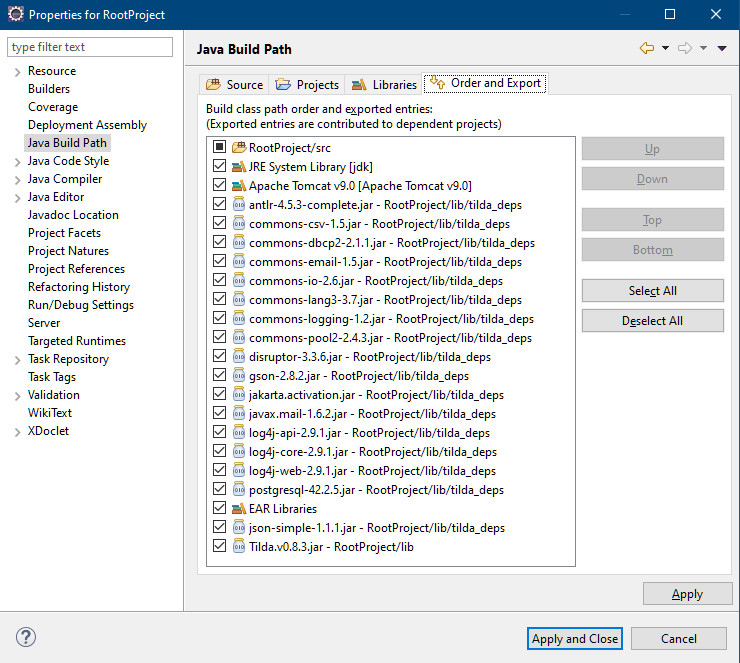 Properties for RootProject
type filter text
Resource
Builders
Coverage
Deployment Assembly
Java Build Path
Java Code Style
Java Compiler
Java Editor
Javadoc Location
Project Facets
Project Natures
Project References
Refactoring History
Run/Debug Settings
Server
Targeted Runtimes
Task Repository
Task Tags
Validation
WikiText
XDoclet
Java Build Path
Source Projects Libraries Order and Export
Build class path order and exported entries:
(Exported entries are contributed to dependent projects)
RootProject/src
JRE System Library [jdk]
Apache Tomcat v9.0 [Apache Tomcat v9.0]
antlr-4.5.3-complete.jar - RootProject/lib/tilda_deps
commons-csv-1.5.jar - RootProject/lib/tilda_deps
commons-dbcp2-2.1.1.jar - RootProject/lib/tilda_deps
commons-email-1.5.jar - RootProject/lib/tilda_deps
commons-io-2.6.jar - RootProject/lib/tilda_deps
commons-lang3-3.7.jar - RootProject/lib/tilda_deps
commons-logging-1.2.jar - RootProject/lib/tilda_deps
commons-pool2-2.4.3.jar - RootProject/lib/tilda_deps
disruptor-3.3.6.jar - RootProject/lib/tilda_deps
gson-2.8.2.jar - RootProject/lib/tilda_deps
jakarta.activation.jar - RootProject/lib/tilda_deps
javax.mail-1.6.2.jar - RootProject/lib/tilda_deps
log4j-api-2.9.1.jar - RootProject/lib/tilda_deps
log4j-core-2.9.1.jar - RootProject/lib/tilda_deps
log4j-web-2.9.1.jar - RootProject/lib/tilda_deps
postgresql-42.2.5.jar - RootProject/lib/tilda_deps
EAR Libraries
json-simple-1.1.1.jar - RootProject/lib/tilda_deps
Tilda.v0.8.3.jar - RootProject/lib
Up
Down
Top
Bottom
Select All
Deselect All
Apply
Apply and Close Cancel